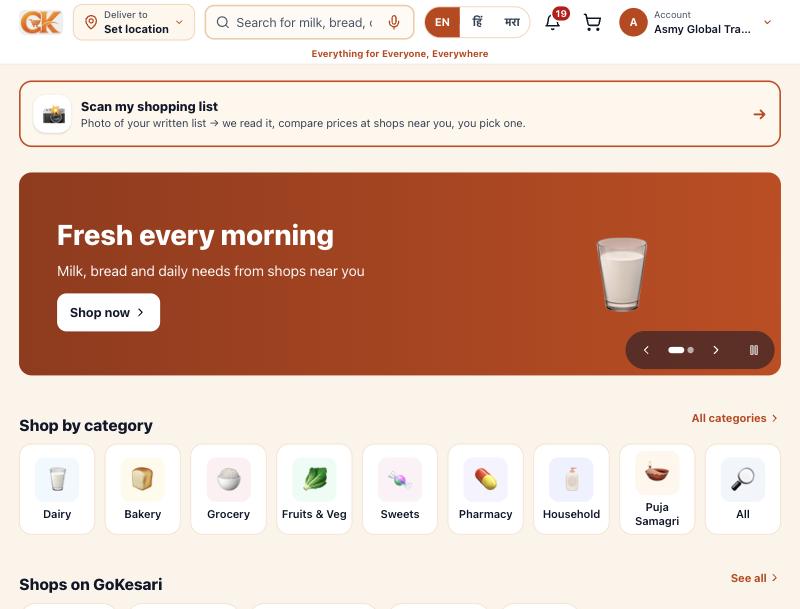 GK
Deliver to
Set location
Search for milk, bread, c
EN
हिं
मरा
19
A
Account
Asmy Global Tra...
Everything for Everyone, Everywhere
Scan my shopping list
Photo of your written list → we read it, compare prices at shops near you, you pick one.
Fresh every morning
Milk, bread and daily needs from shops near you
Shop now
Shop by category
All categories
Dairy
Bakery
Grocery
Fruits & Veg
Sweets
Pharmacy
Household
Puja
Samagri
All
Shops on GoKesari
See all